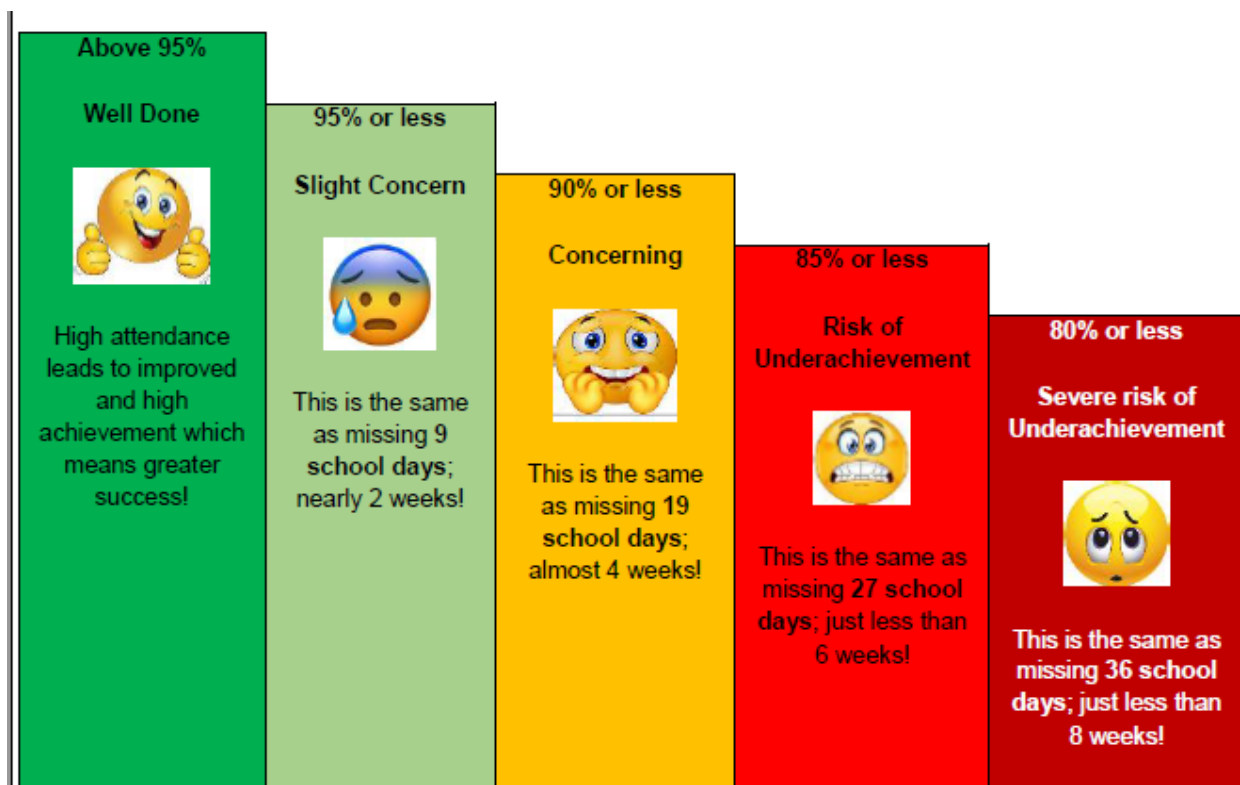 Above 95%
Well Done
High attendance
leads to improved
and high
achievement which
means greater
success!
95% or less
Slight Concern
This is the same
as missing 9
school days;
nearly 2 weeks!
90% or less
Concerning
This is the same
as missing 19
school days;
almost 4 weeks!
85% or less
Risk of
Underachievement
This is the same as
missing 27 school
days; just less than
6 weeks!
80% or less
Severe risk of
Underachievement
This is the same as
missing 36 school
days; just less than
8 weeks!